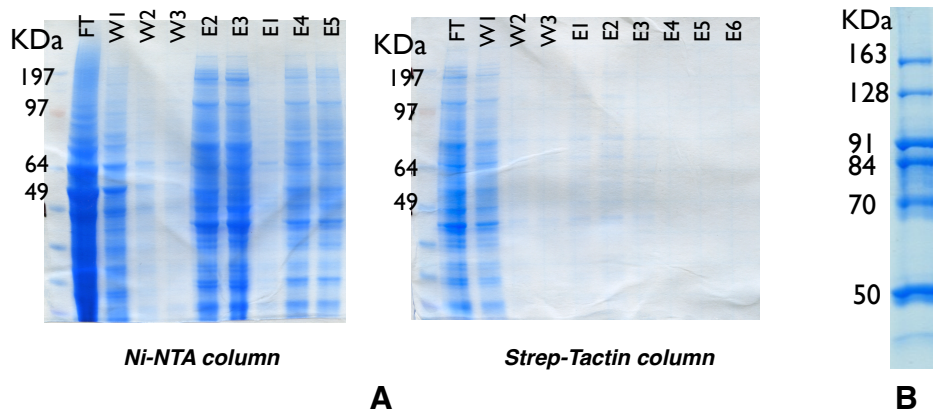 KDa
FT W1 W2 W3 E2 E3 E1 E4 E5
197
97
64
49
Ni-NTA column
KDa
FT W1 W2 W3 E1 E2 E3 E4 E5 E6
197
97
64
49
Strep-Tactin column
A
KDa
163
128
91
84
70
50
B